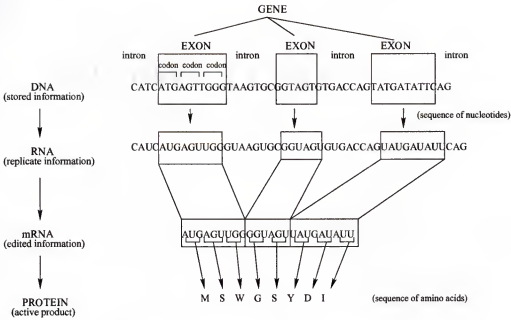 GENE
EXON EXON EXON
intron intron intron intron
codon codon codon
DNA
(stored information)
CATCATGAGTTGGGTAAGTGCGGTAGTGTGACCAGTATGATATTCAG
(sequence of nucleotides)
RNA
(replicate information)
CAUCAUGAGUUGGGUAAGUGCGGUAGUGUGACCAGUAUGAUAUUCAG
mRNA
(edited information)
AUGAGUUGGGGUAGUUAUGAUAUU
M S W G S Y D I
(sequence of amino acids)
PROTEIN
(active product)